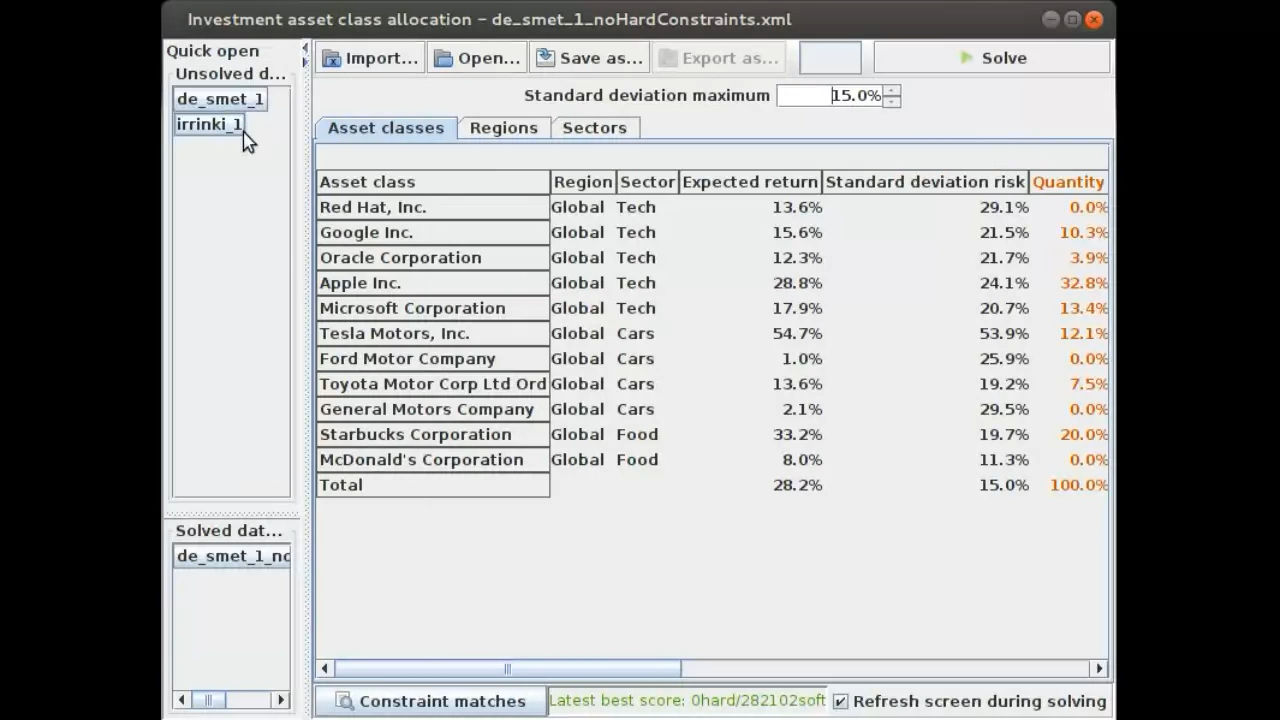 Investment asset class allocation – de_smet_1_noHardConstraints.xml
Quick open
Unsolved d...
de_smet_1
irrinki_1
Solved dat...
de_smet_1_nc
Import... Open... Save as... Export as... Solve
Standard deviation maximum 15.0%
Asset classes Regions Sectors
Asset class Region Sector Expected return Standard deviation risk Quantity
Red Hat, Inc. Global Tech 13.6% 29.1% 0.0%
Google Inc. Global Tech 15.6% 21.5% 10.3%
Oracle Corporation Global Tech 12.3% 21.7% 3.9%
Apple Inc. Global Tech 28.8% 24.1% 32.8%
Microsoft Corporation Global Tech 17.9% 20.7% 13.4%
Tesla Motors, Inc. Global Cars 54.7% 53.9% 12.1%
Ford Motor Company Global Cars 1.0% 25.9% 0.0%
Toyota Motor Corp Ltd Ord Global Cars 13.6% 19.2% 7.5%
General Motors Company Global Cars 2.1% 29.5% 0.0%
Starbucks Corporation Global Food 33.2% 19.7% 20.0%
McDonald's Corporation Global Food 8.0% 11.3% 0.0%
Total 28.2% 15.0% 100.0%
Constraint matches Latest best score: 0hard/282102soft Refresh screen during solving